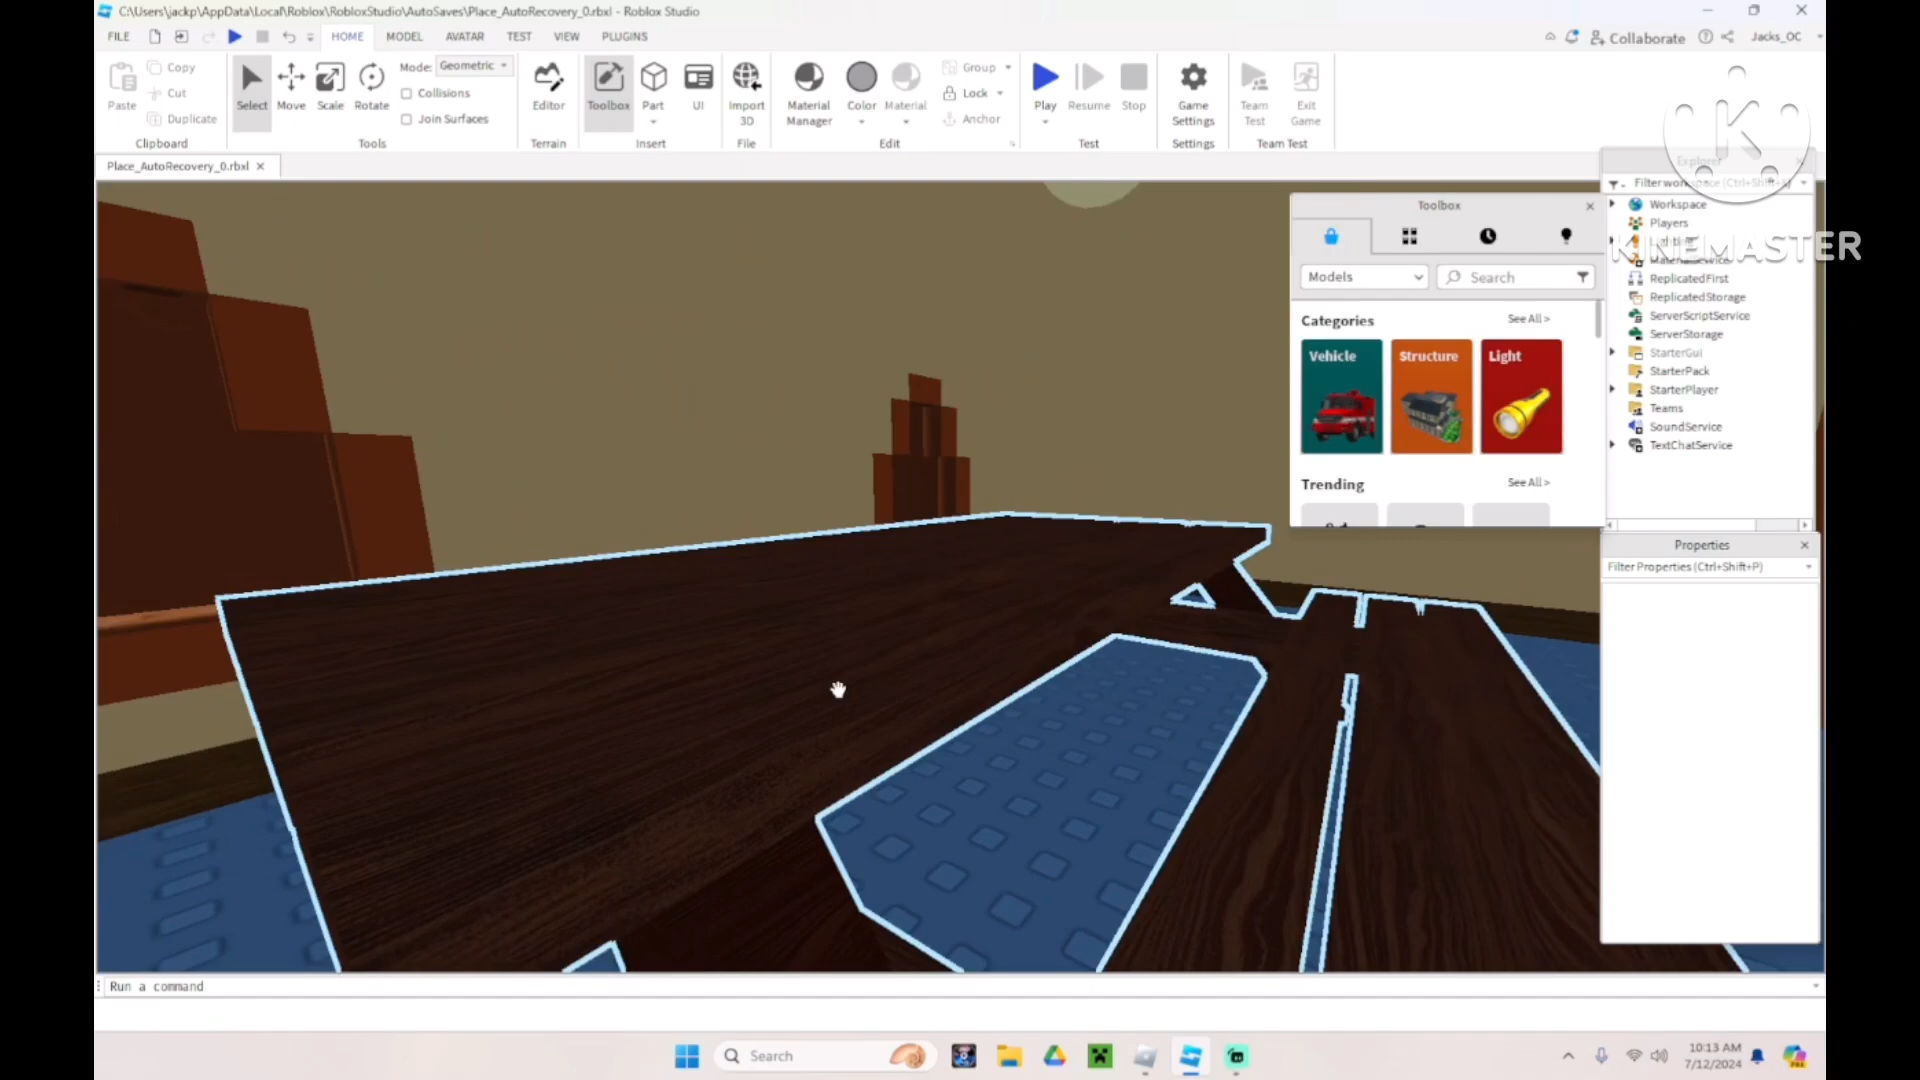 C:\Users\jackp\AppData\Local\Roblox\RobloxStudio\AutoSaves\Place_AutoRecovery_0.rbxl - Roblox Studio
FILE HOME MODEL AVATAR TEST VIEW PLUGINS Collaborate Jacks_OC
Copy Mode: Geometric Group
Cut Collisions Lock
Paste Duplicate Select Move Scale Rotate Join Surfaces Editor Toolbox Part UI Import 3D Material Manager Color Material Anchor Play Resume Stop Game Settings Team Test Exit Game
Clipboard Tools Terrain Insert File Edit Test Settings Team Test
Place_AutoRecovery_0.rbxl
Explorer
Filter workspace (Ctrl+Shift+X)
Workspace
Players
ReplicatedFirst
ReplicatedStorage
ServerScriptService
ServerStorage
StarterGui
StarterPack
StarterPlayer
Teams
SoundService
TextChatService
K
KINEMASTER
Toolbox
Models Search
Categories See All >
Vehicle Structure Light
Trending See All >
Properties
Filter Properties (Ctrl+Shift+P)
Run a command
Search
10:13 AM
7/12/2024